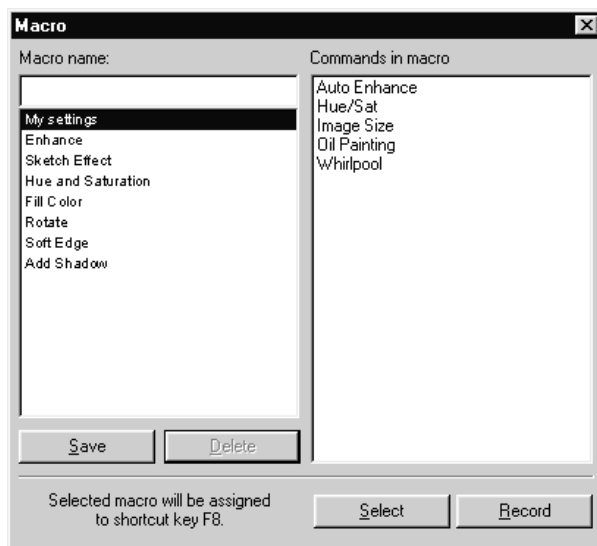 Macro
Macro name:
My settings
Enhance
Sketch Effect
Hue and Saturation
Fill Color
Rotate
Soft Edge
Add Shadow
Save
Delete
Commands in macro
Auto Enhance
Hue/Sat
Image Size
Oil Painting
Whirlpool
Selected macro will be assigned
to shortcut key F8.
Select
Record